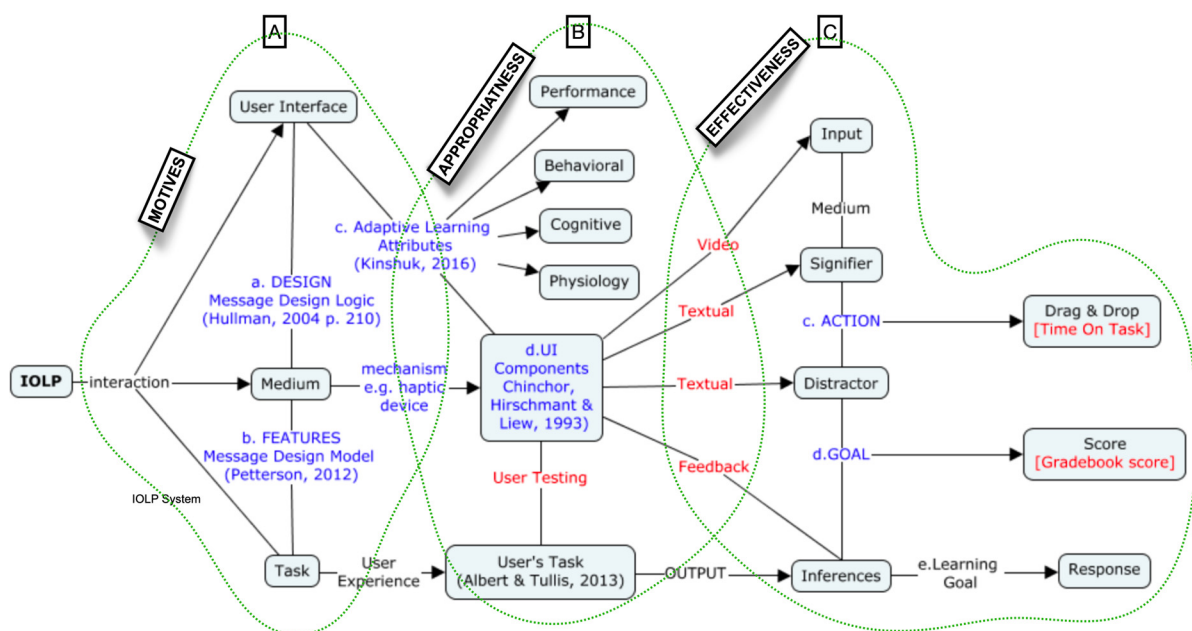 A
B
C
MOTIVES
APPROPRIATNESS
EFFECTIVENESS
User Interface
Performance
Behavioral
Cognitive
Physiology
c. Adaptive Learning
Attributes
(Kinshuk, 2016)
Input
Medium
Signifier
Video
Textual
a. DESIGN
Message Design Logic
(Hullman, 2004 p. 210)
c. ACTION
Drag & Drop
[Time On Task]
IOLP
interaction
Medium
mechanism
e.g. haptic
device
d.UI
Components
Chinchor,
Hirschmant &
Liew, 1993)
Textual
Distractor
b. FEATURES
Message Design Model
(Petterson, 2012)
User Testing
Feedback
d.GOAL
Score
[Gradebook score]
IOLP System
Task
User
Experience
User's Task
(Albert & Tullis, 2013)
OUTPUT
Inferences
e.Learning
Goal
Response